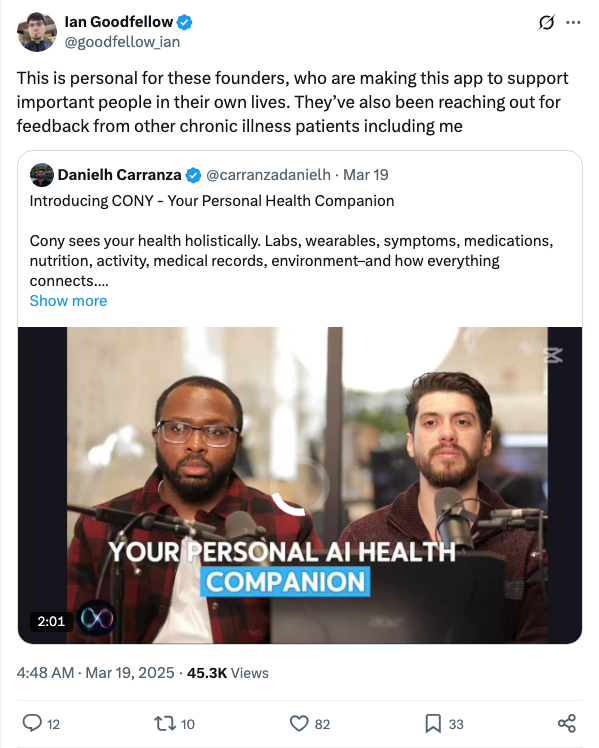 Ian Goodfellow
@goodfellow_ian
This is personal for these founders, who are making this app to support
important people in their own lives. They’ve also been reaching out for
feedback from other chronic illness patients including me
Danielh Carranza @carranzadanielh · Mar 19
Introducing CONY - Your Personal Health Companion
Cony sees your health holistically. Labs, wearables, symptoms, medications,
nutrition, activity, medical records, environment–and how everything
connects....
Show more
YOUR PERSONAL AI HEALTH
COMPANION
2:01
4:48 AM · Mar 19, 2025 · 45.3K Views
12 10 82 33